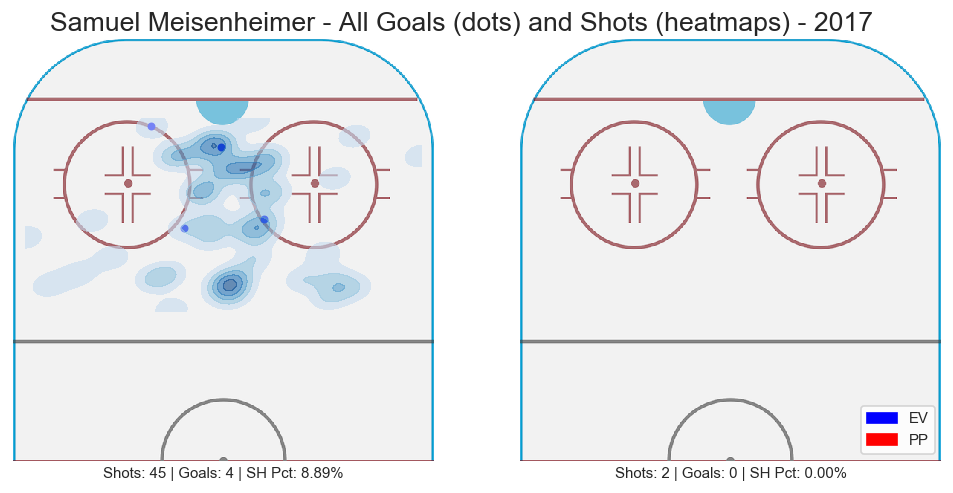 Samuel Meisenheimer - All Goals (dots) and Shots (heatmaps) - 2017
EV
PP
Shots: 45 | Goals: 4 | SH Pct: 8.89%
Shots: 2 | Goals: 0 | SH Pct: 0.00%